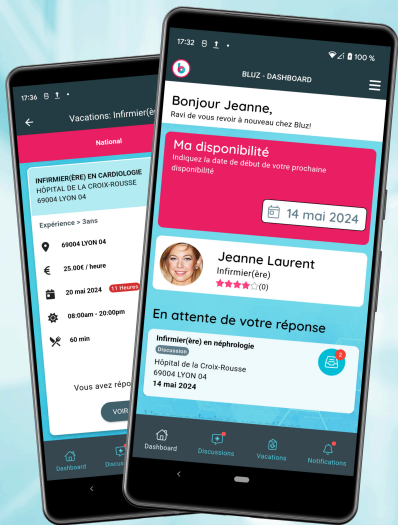 17:36
Vacations: Infirmier(èr
National
INFIRMIER(ÈRE) EN CARDIOLOGIE
HÔPITAL DE LA CROIX-ROUSSE
69004 LYON 04
Expérience > 3ans
69004 LYON 04
€ 25.00€ / heure
20 mai 2024 11 Heures
08:00am - 20:00pm
60 min
Vous avez répo
VOIR
Dashboard
Discus
17:32
100 %
b
BLUZ - DASHBOARD
Bonjour Jeanne,
Ravi de vous revoir à nouveau chez Bluz!
Ma disponibilité
Indiquez la date de début de votre prochaine
disponibilité
14 mai 2024
Jeanne Laurent
Infirmier(ère)
(0)
En attente de votre réponse
Infirmier(ère) en néphrologie
Discussion
2
Hôpital de la Croix-Rousse
69004 LYON 04
14 mai 2024
Dashboard
Discussions
Vacations
Notifications